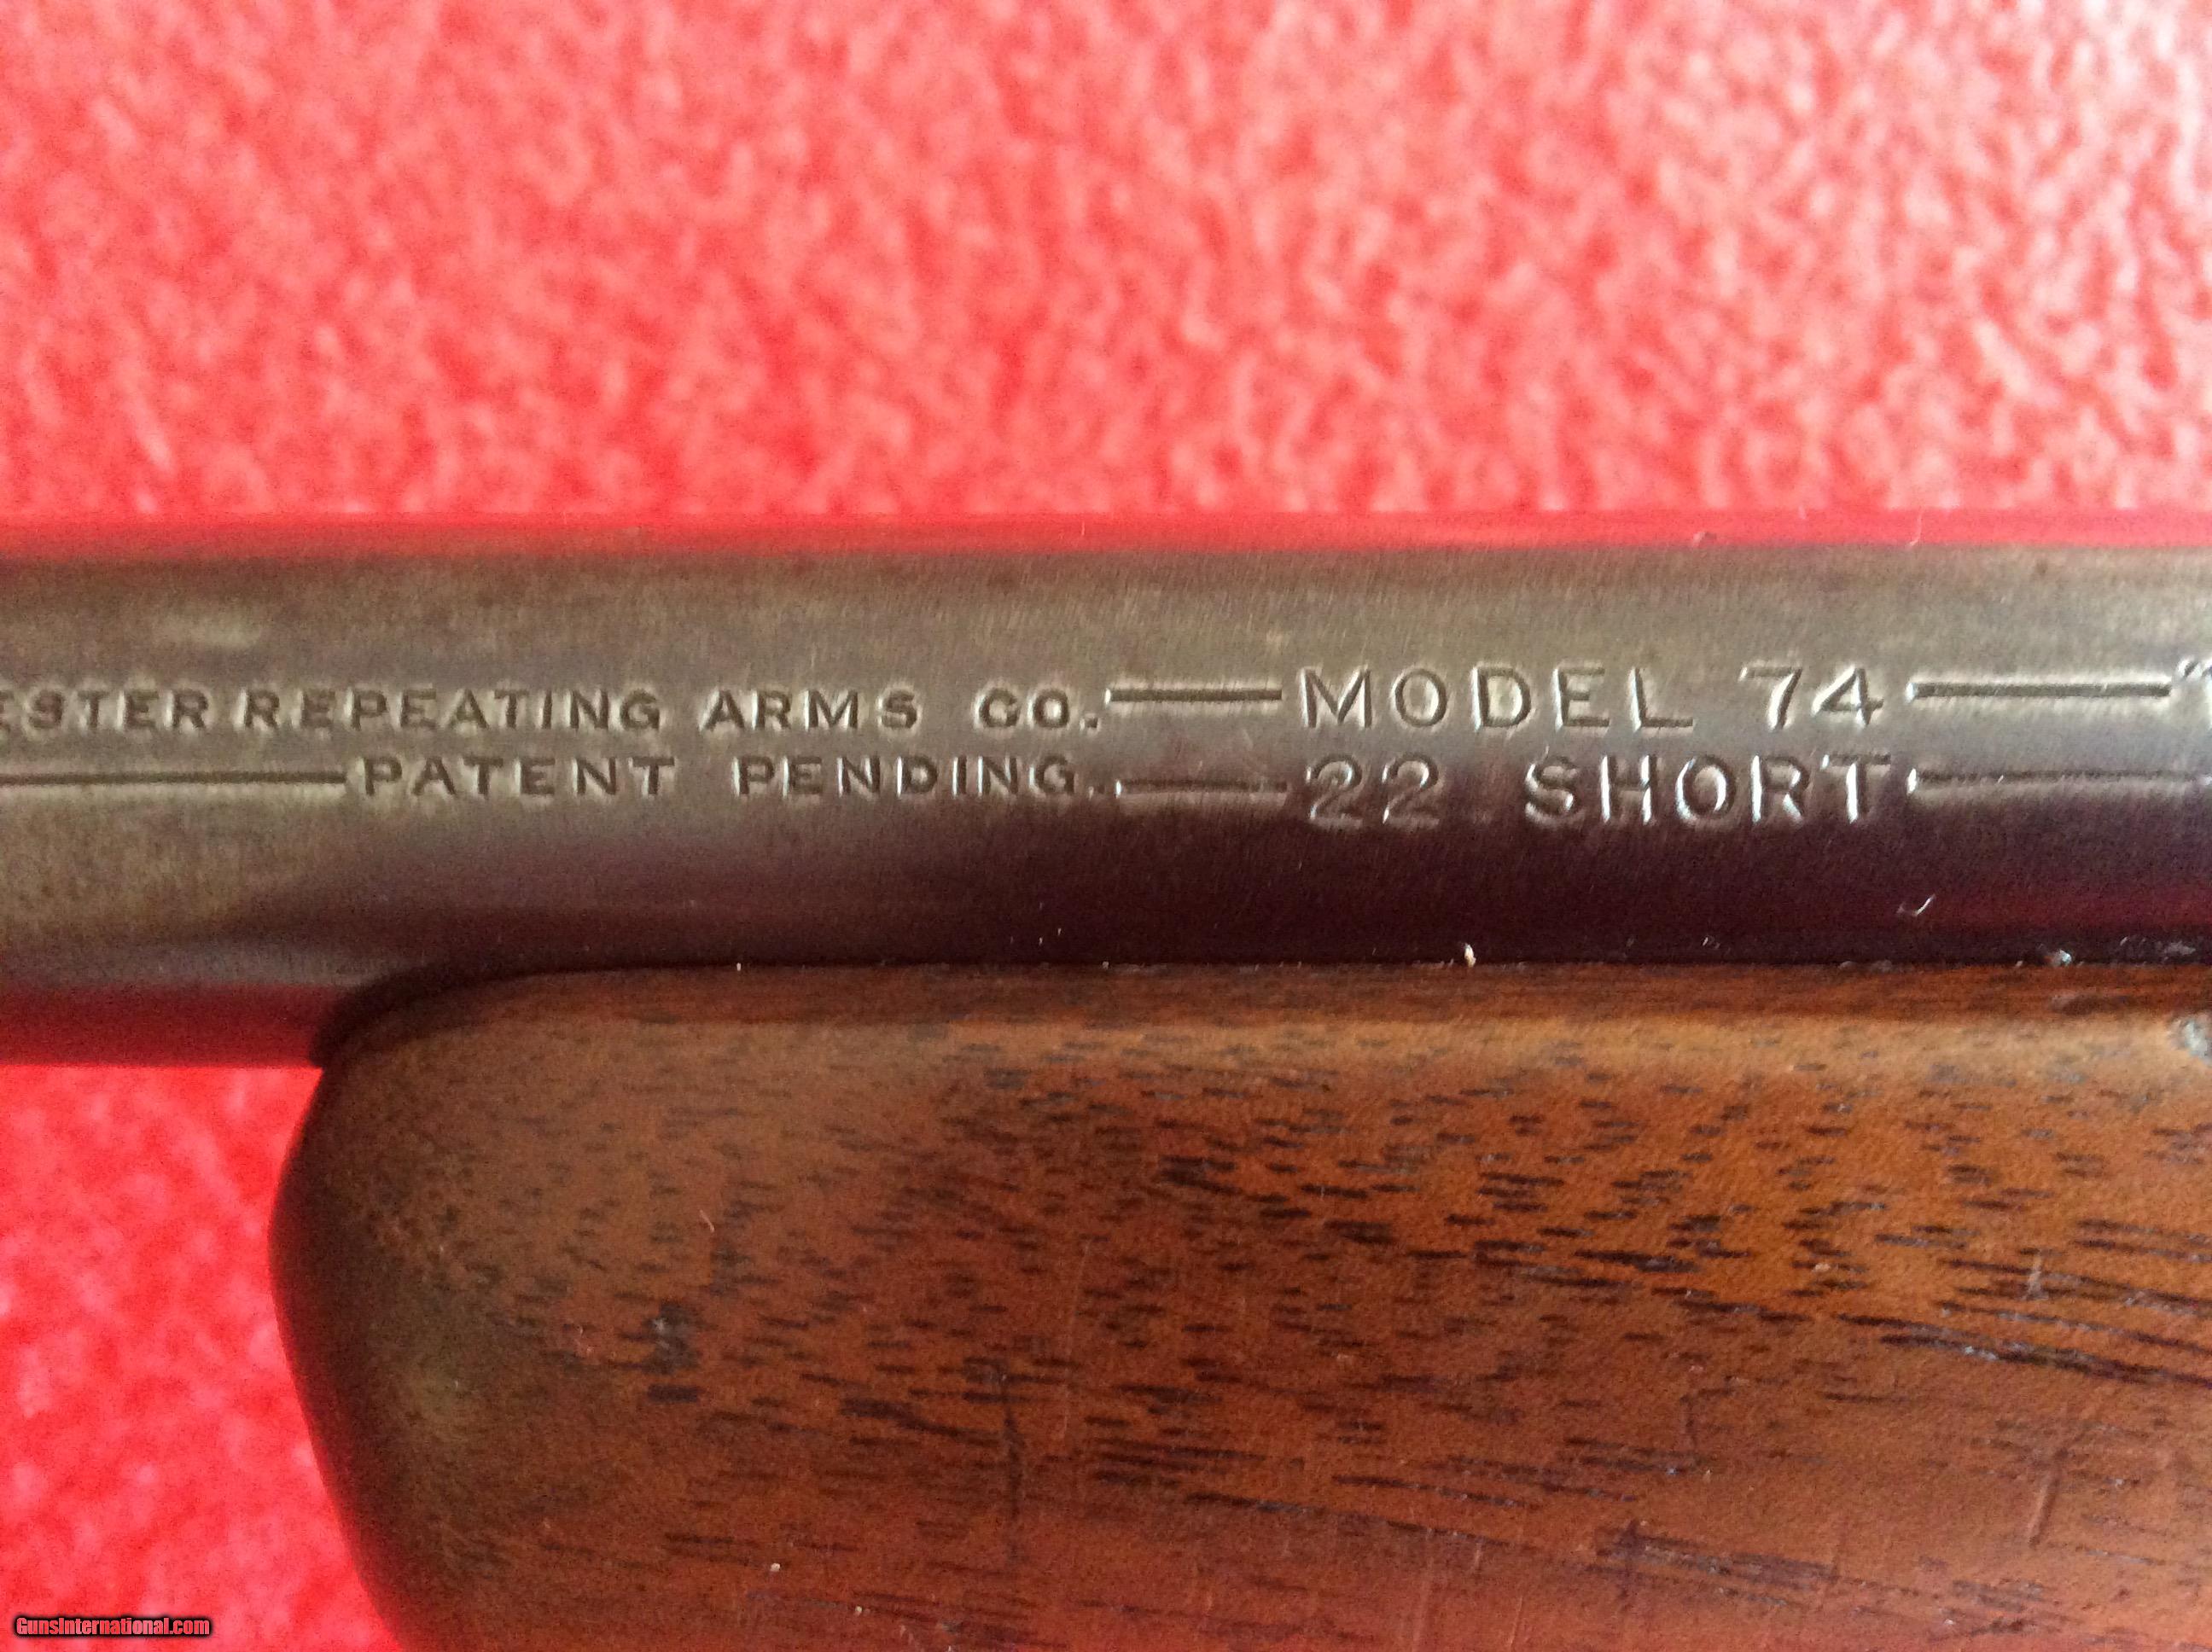 ESTER REPEATING ARMS CO. MODEL 74
PATENT PENDING. 22 SHORT
GunsInternational.com